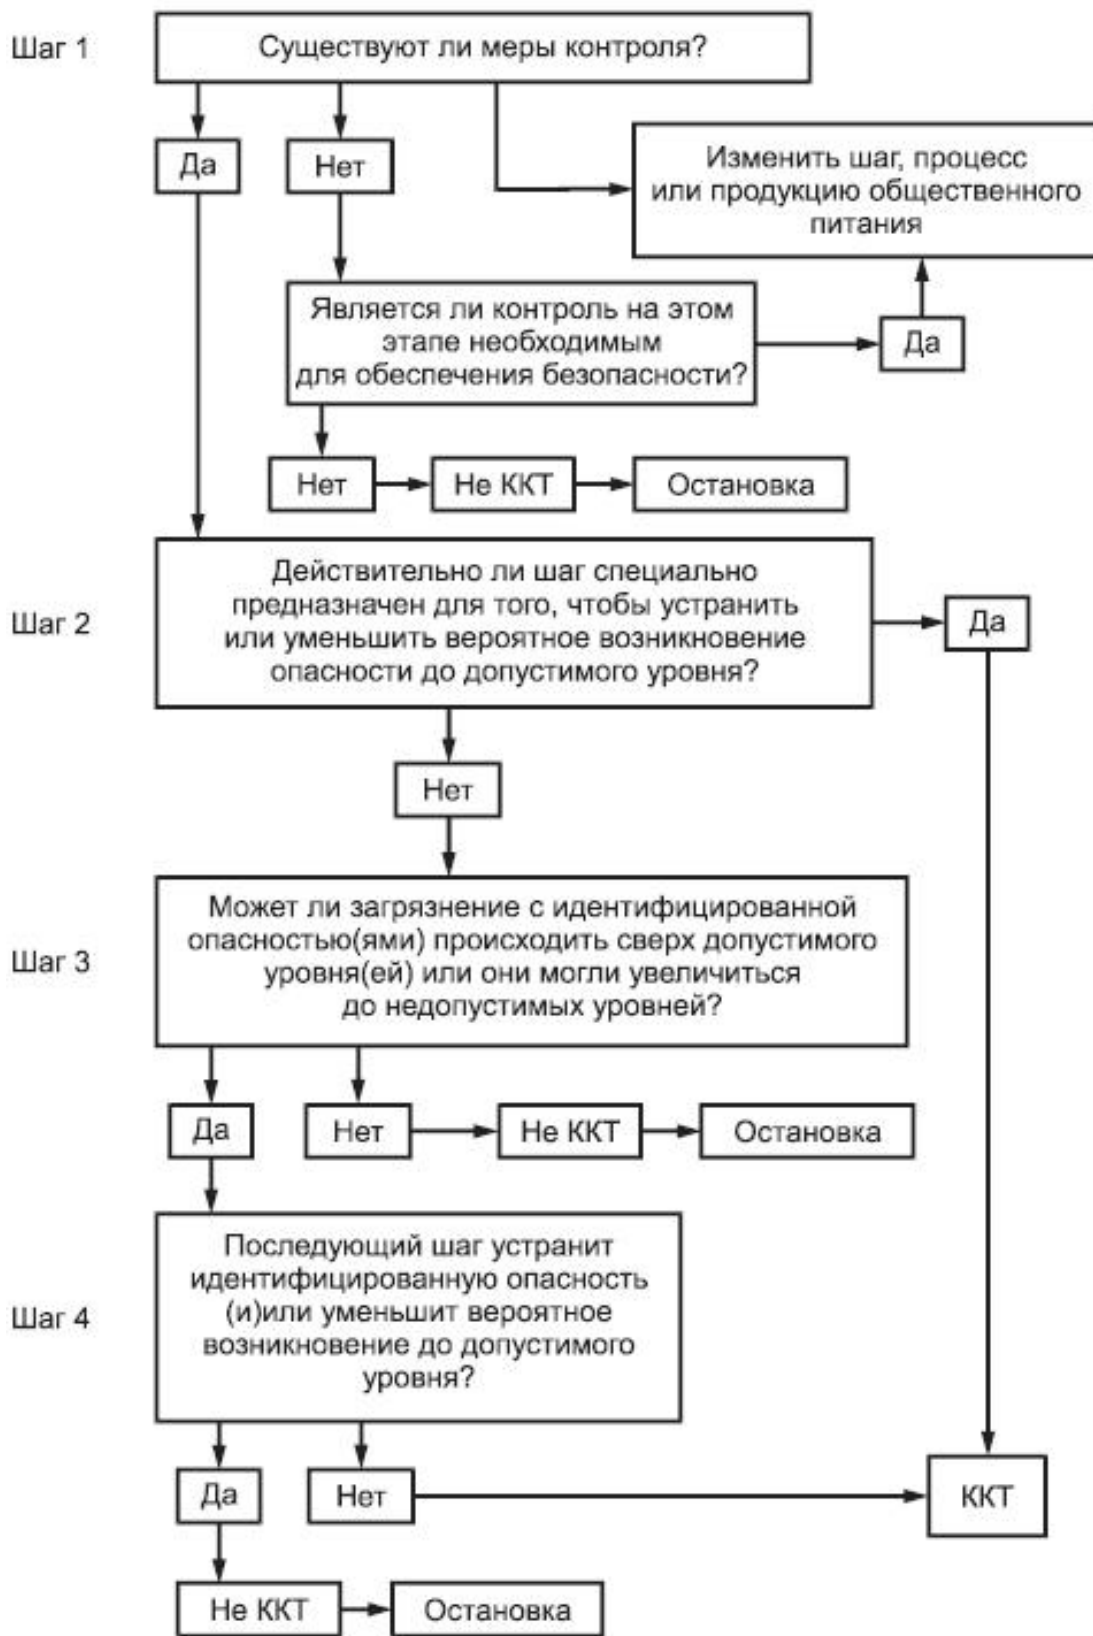 Шаг 1
Существуют ли меры контроля?
Да
Нет
Изменить шаг, процесс
или продукцию общественного
питания
Является ли контроль на этом
этапе необходимым
для обеспечения безопасности?
Да
Нет
Не ККТ
Остановка
Шаг 2
Действительно ли шаг специально
предназначен для того, чтобы устранить
или уменьшить вероятное возникновение
опасности до допустимого уровня?
Да
Нет
Шаг 3
Может ли загрязнение с идентифицированной
опасностью(ями) происходить сверх допустимого
уровня(ей) или они могли увеличиться
до недопустимых уровней?
Да
Нет
Не ККТ
Остановка
Шаг 4
Последующий шаг устранит
идентифицированную опасность
(и)или уменьшит вероятное
возникновение до допустимого
уровня?
Да
Нет
ККТ
Не ККТ
Остановка